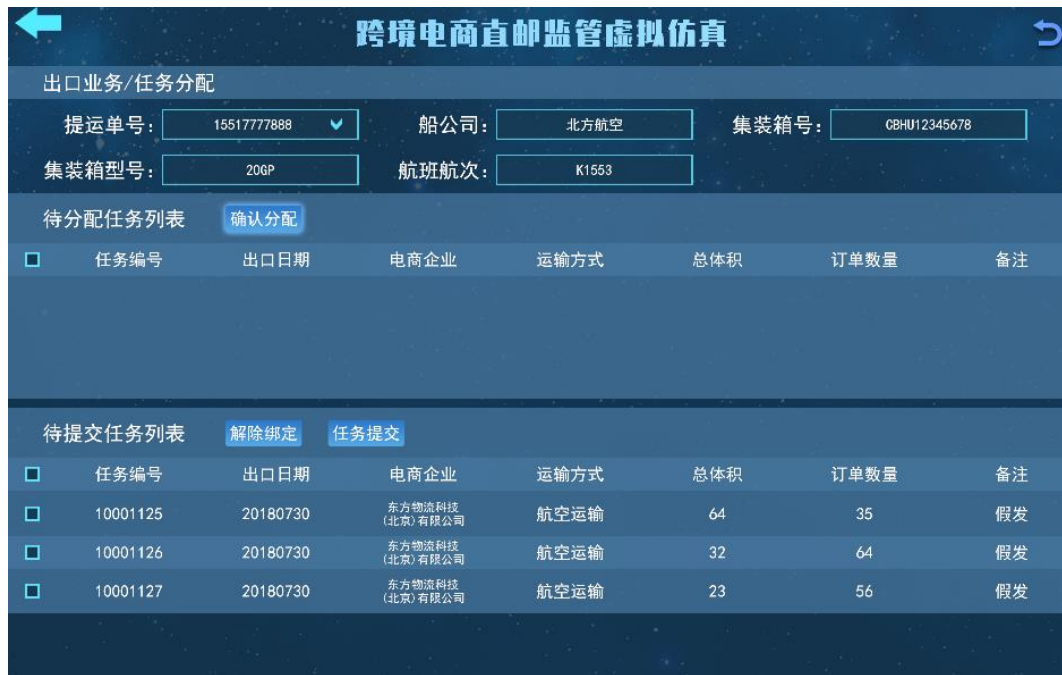 跨境电商直邮监管虚拟仿真
出口业务/任务分配
提运单号: 15517777888 船公司: 北方航空 集装箱号: CBHU12345678
集装箱型号: 20GP 航班航次: K1553
待分配任务列表 确认分配
任务编号 出口日期 电商企业 运输方式 总体积 订单数量 备注
待提交任务列表 解除绑定 任务提交
任务编号 出口日期 电商企业 运输方式 总体积 订单数量 备注
10001125 20180730 东方物流科技(北京)有限公司 航空运输 64 35 假发
10001126 20180730 东方物流科技(北京)有限公司 航空运输 32 64 假发
10001127 20180730 东方物流科技(北京)有限公司 航空运输 23 56 假发